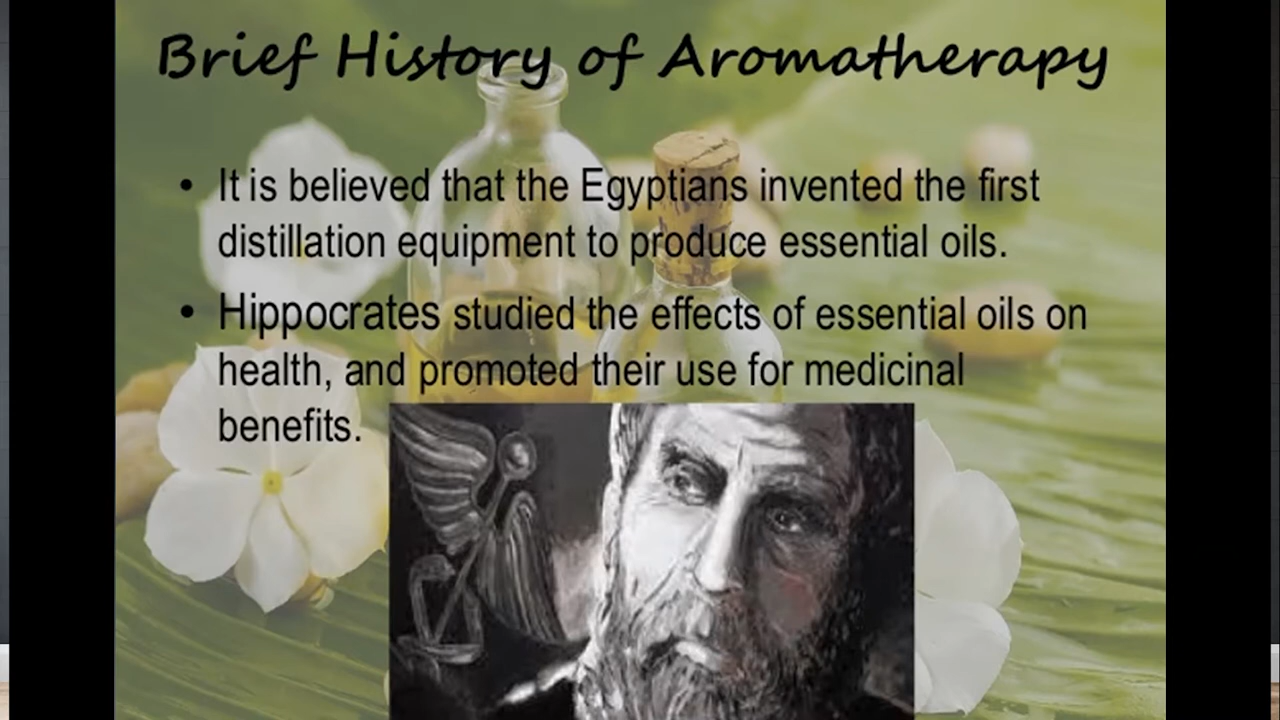 Brief History of Aromatherapy
• It is believed that the Egyptians invented the first
distillation equipment to produce essential oils.
• Hippocrates studied the effects of essential oils on
health, and promoted their use for medicinal
benefits.